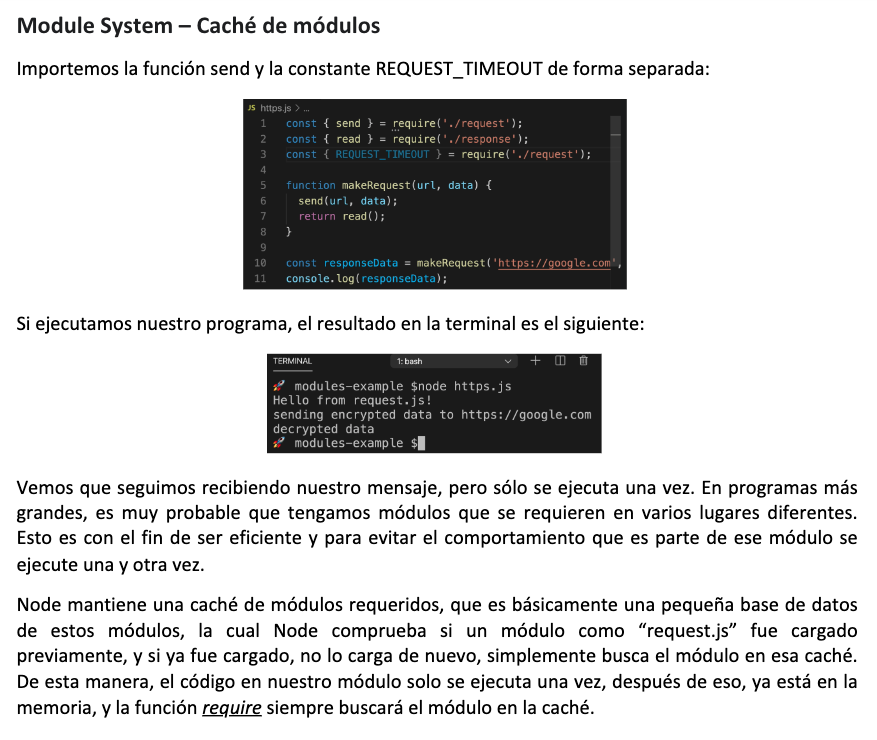 Module System – Caché de módulos
Importemos la función send y la constante REQUEST_TIMEOUT de forma separada:
JS https.js > ...
1 const { send } = require('./request');
2 const { read } = require('./response');
3 const { REQUEST_TIMEOUT } = require('./request');
4
5 function makeRequest(url, data) {
6 send(url, data);
7 return read();
8 }
9
10 const responseData = makeRequest('https://google.com',
11 console.log(responseData);
Si ejecutamos nuestro programa, el resultado en la terminal es el siguiente:
TERMINAL 1: bash
🚀 modules-example $node https.js
Hello from request.js!
sending encrypted data to https://google.com
decrypted data
🚀 modules-example $
Vemos que seguimos recibiendo nuestro mensaje, pero sólo se ejecuta una vez. En programas más
grandes, es muy probable que tengamos módulos que se requieren en varios lugares diferentes.
Esto es con el fin de ser eficiente y para evitar el comportamiento que es parte de ese módulo se
ejecute una y otra vez.
Node mantiene una caché de módulos requeridos, que es básicamente una pequeña base de datos
de estos módulos, la cual Node comprueba si un módulo como “request.js” fue cargado
previamente, y si ya fue cargado, no lo carga de nuevo, simplemente busca el módulo en esa caché.
De esta manera, el código en nuestro módulo solo se ejecuta una vez, después de eso, ya está en la
memoria, y la función require siempre buscará el módulo en la caché.